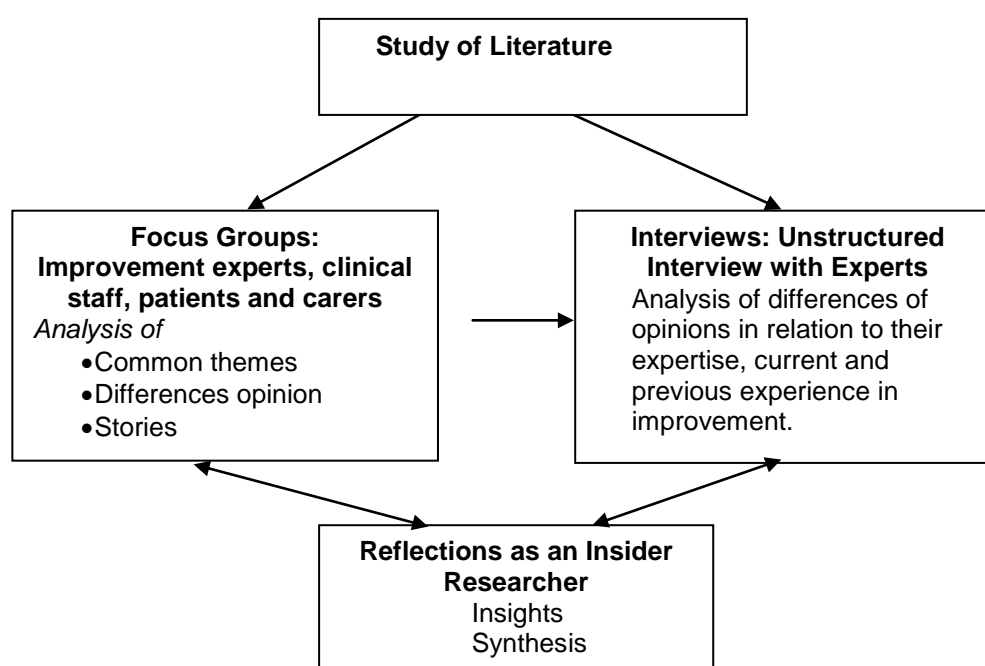 Study of Literature
Focus Groups:
Improvement experts, clinical
staff, patients and carers
Analysis of
•Common themes
•Differences opinion
•Stories
Interviews: Unstructured
Interview with Experts
Analysis of differences of
opinions in relation to their
expertise, current and
previous experience in
improvement.
Reflections as an Insider
Researcher
Insights
Synthesis